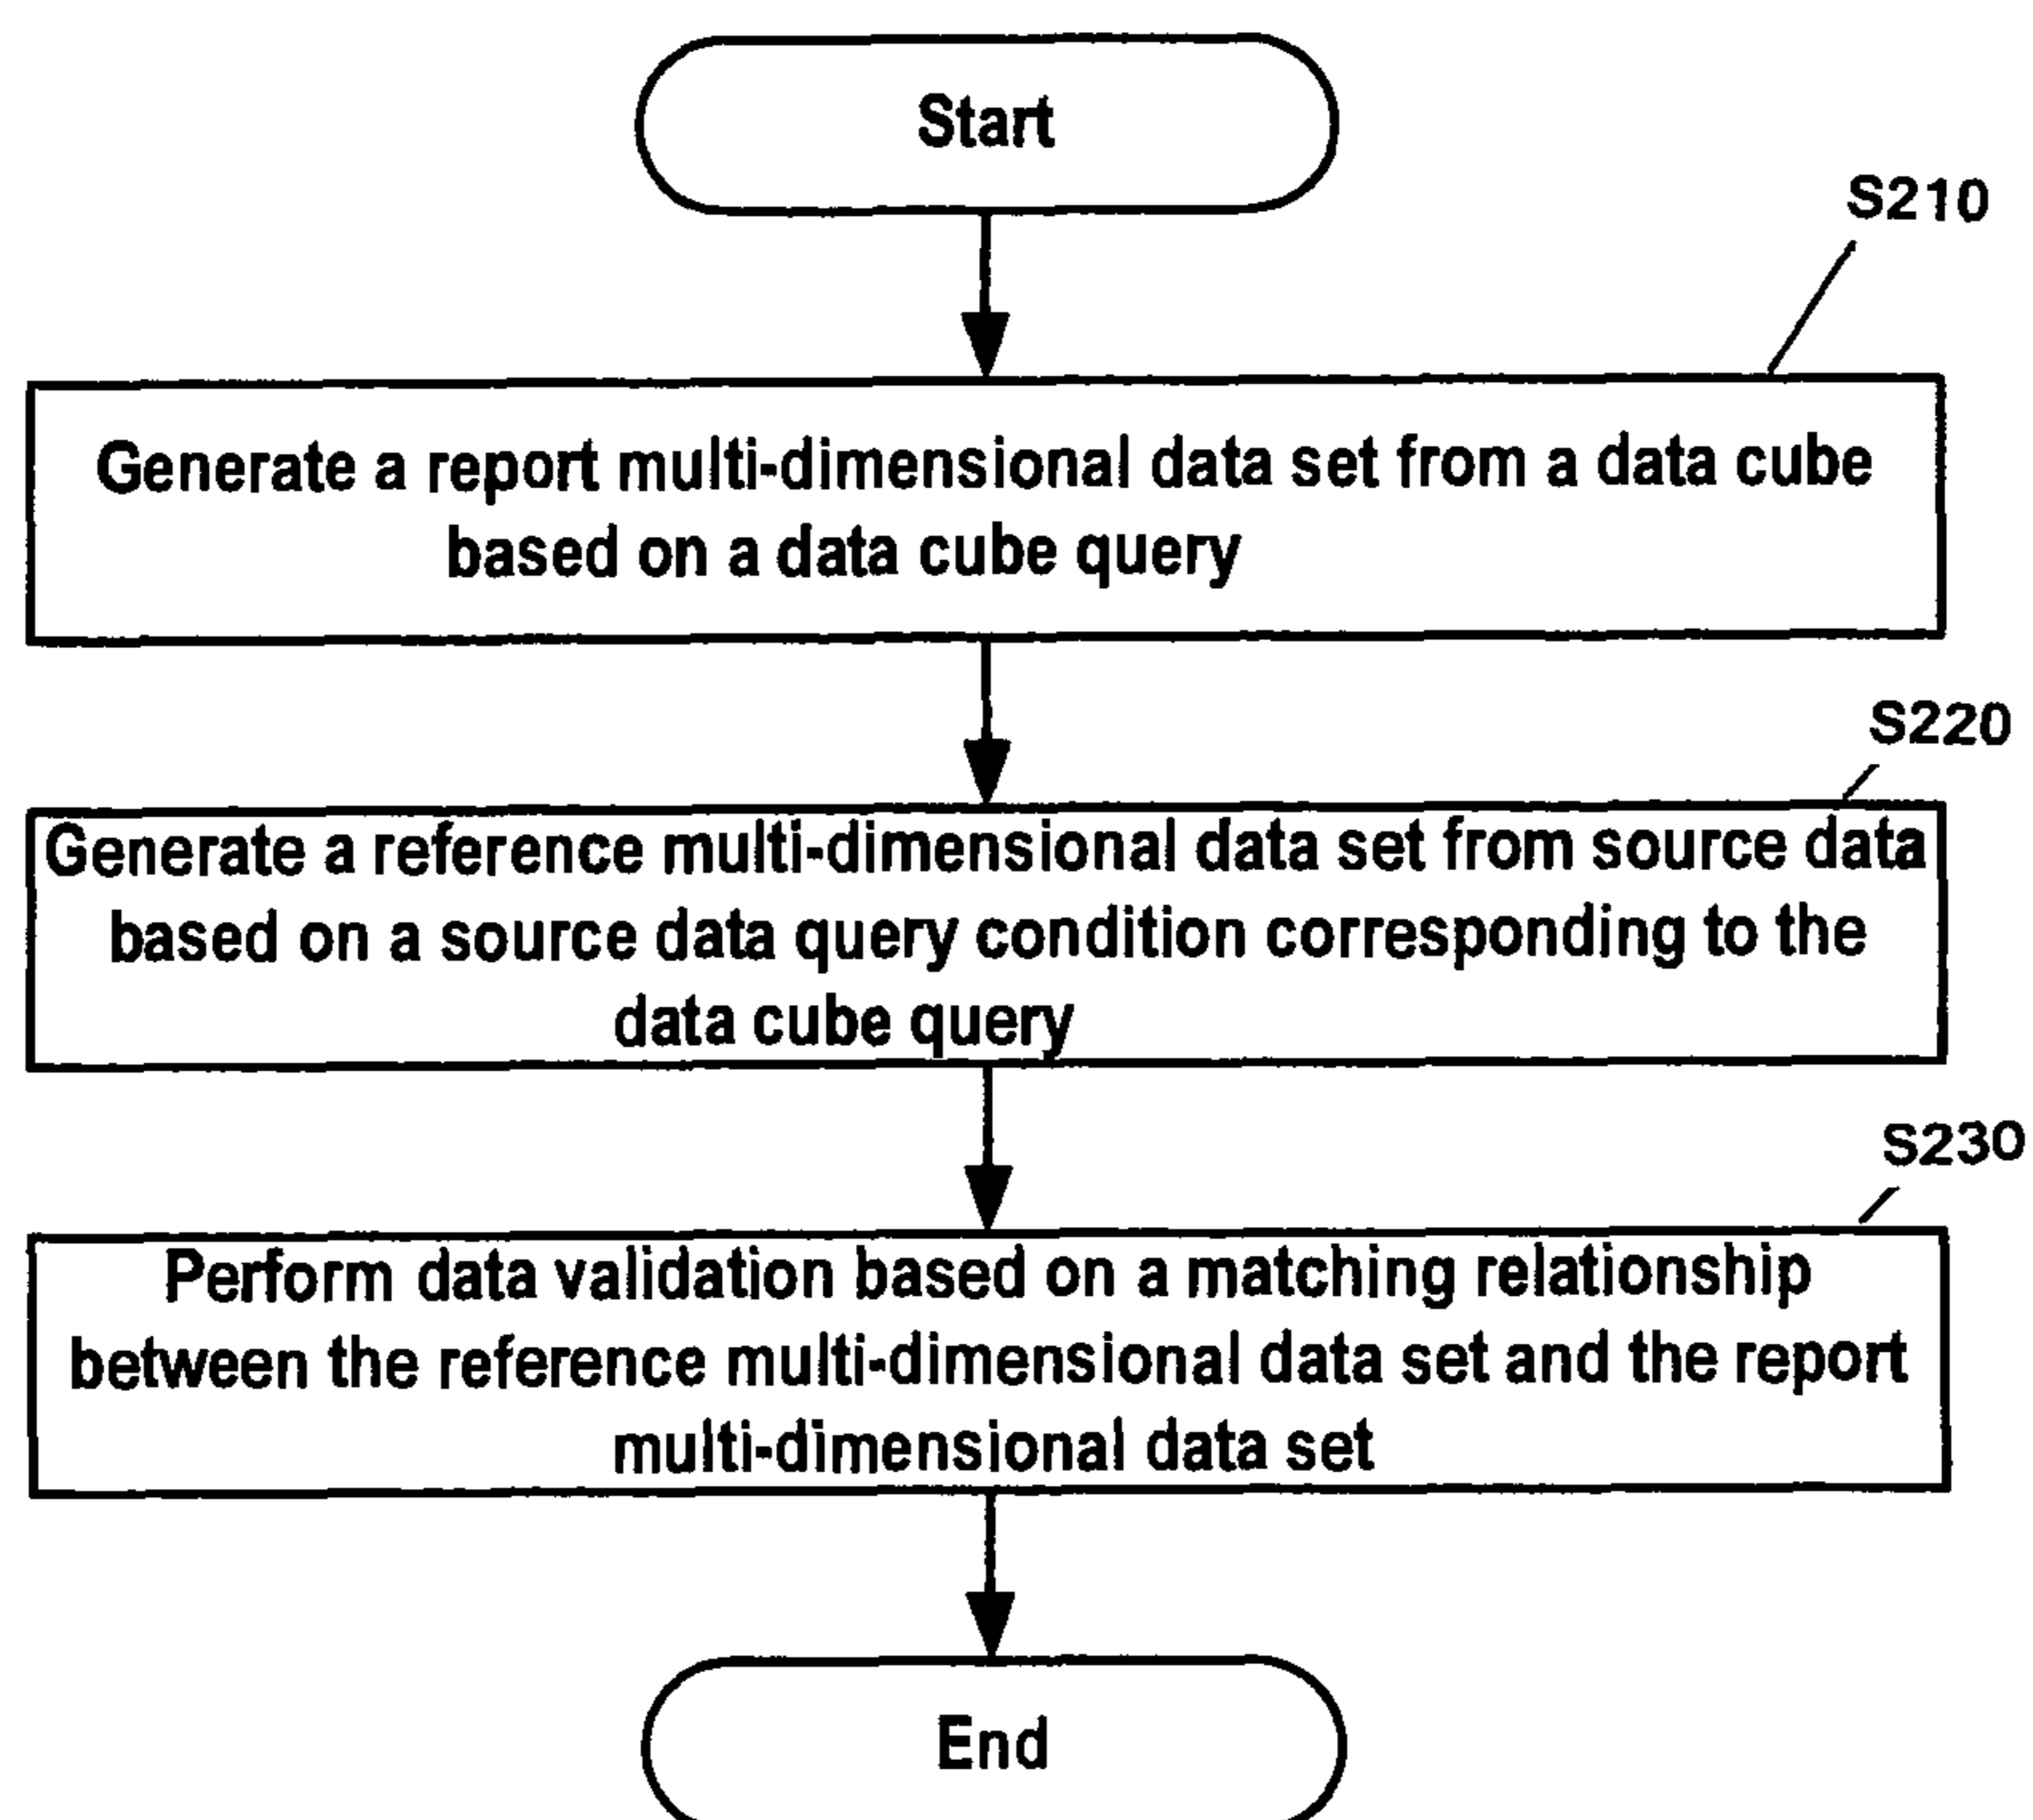 Start
S210
Generate a report multi-dimensional data set from a data cube
based on a data cube query
S220
Generate a reference multi-dimensional data set from source data
based on a source data query condition corresponding to the
data cube query
S230
Perform data validation based on a matching relationship
between the reference multi-dimensional data set and the report
multi-dimensional data set
End